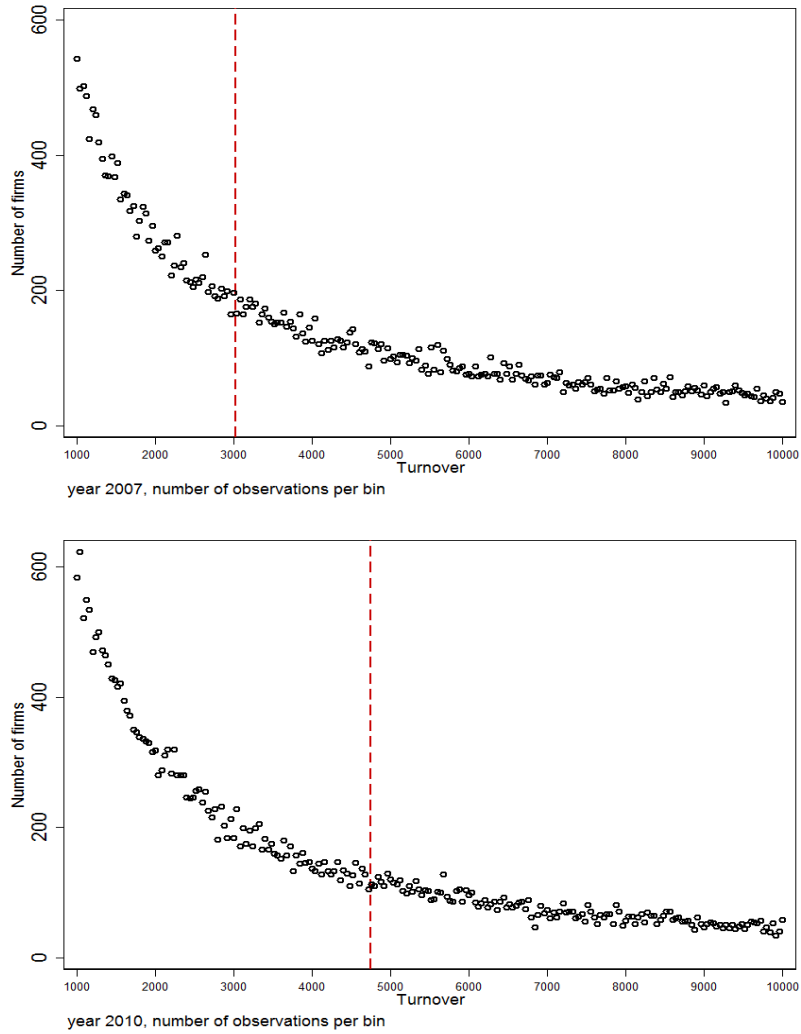 600
400
200
0
Number of firms
1000 2000 3000 4000 5000 6000 7000 8000 9000 10000
Turnover
year 2007, number of observations per bin
600
400
200
0
Number of firms
1000 2000 3000 4000 5000 6000 7000 8000 9000 10000
Turnover
year 2010, number of observations per bin